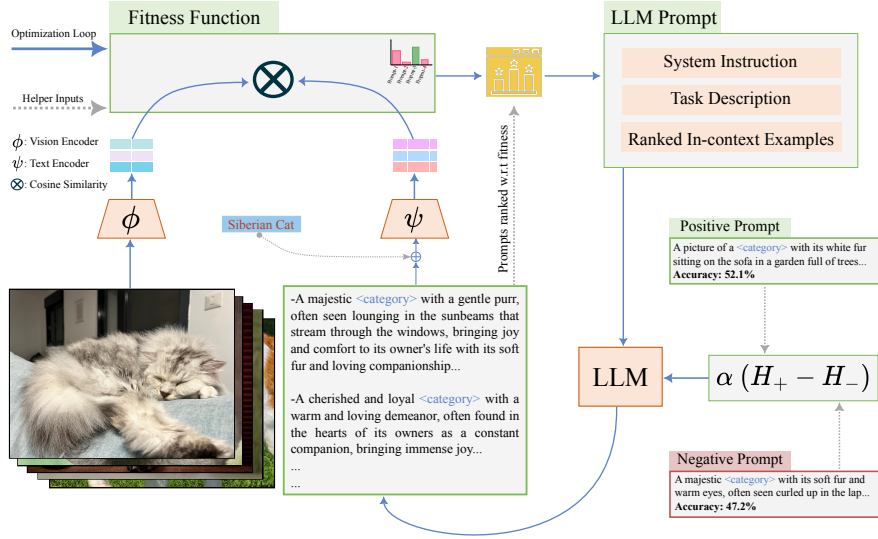 Fitness Function
LLM Prompt
Optimization Loop
Helper Inputs
ϕ: Vision Encoder
ψ: Text Encoder
⊗: Cosine Similarity
System Instruction
Task Description
Ranked In-context Examples
Prompts ranked w.r.t fitness
ϕ
ψ
Siberian Cat
⊕
-A majestic <category> with a gentle purr,
often seen lounging in the sunbeams that
stream through the windows, bringing joy
and comfort to its owner's life with its soft
fur and loving companionship...
-A cherished and loyal <category> with a
warm and loving demeanor, often found in
the hearts of its owners as a constant
companion, bringing immense joy...
...
...
Positive Prompt
A picture of a <category> with its white fur
sitting on the sofa in a garden full of trees...
Accuracy: 52.1%
LLM
α (H₊ − H₋)
Negative Prompt
A majestic <category> with its soft fur and
warm eyes, often seen curled up in the lap...
Accuracy: 47.2%